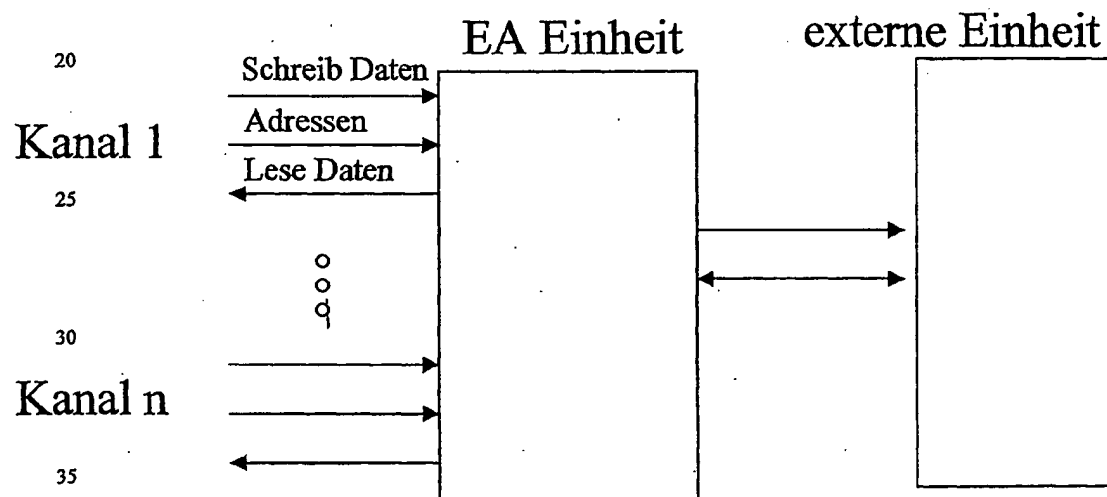 EA Einheit
externe Einheit
20
Schreib Daten
Adressen
Kanal 1
Lese Daten
25
30
Kanal n
35